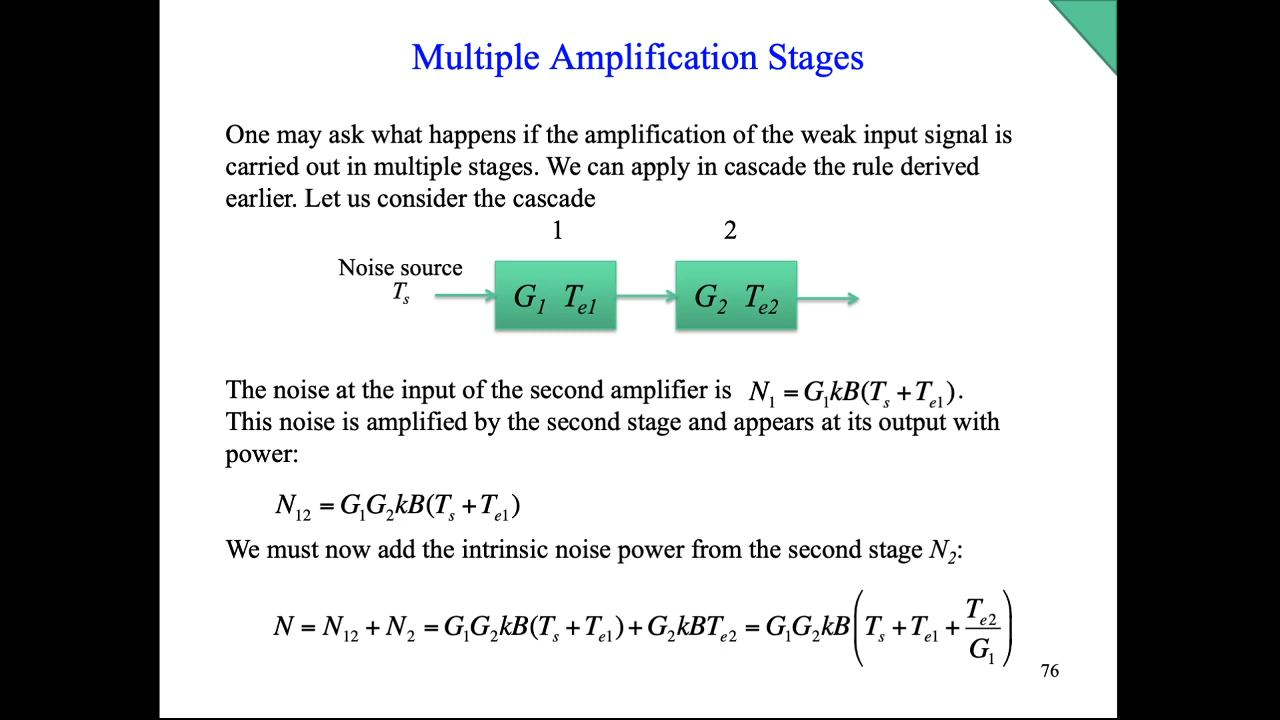 Multiple Amplification Stages
One may ask what happens if the amplification of the weak input signal is
carried out in multiple stages. We can apply in cascade the rule derived
earlier. Let us consider the cascade
1 2
Noise source
Tₛ
G₁ Tₑ₁ G₂ Tₑ₂
The noise at the input of the second amplifier is N₁ = G₁kB(Tₛ + Tₑ₁).
This noise is amplified by the second stage and appears at its output with
power:
N₁₂ = G₁G₂kB(Tₛ + Tₑ₁)
We must now add the intrinsic noise power from the second stage N₂:
N = N₁₂ + N₂ = G₁G₂kB(Tₛ + Tₑ₁) + G₂kBTₑ₂ = G₁G₂kB(Tₛ + Tₑ₁ + Tₑ₂/G₁)
76